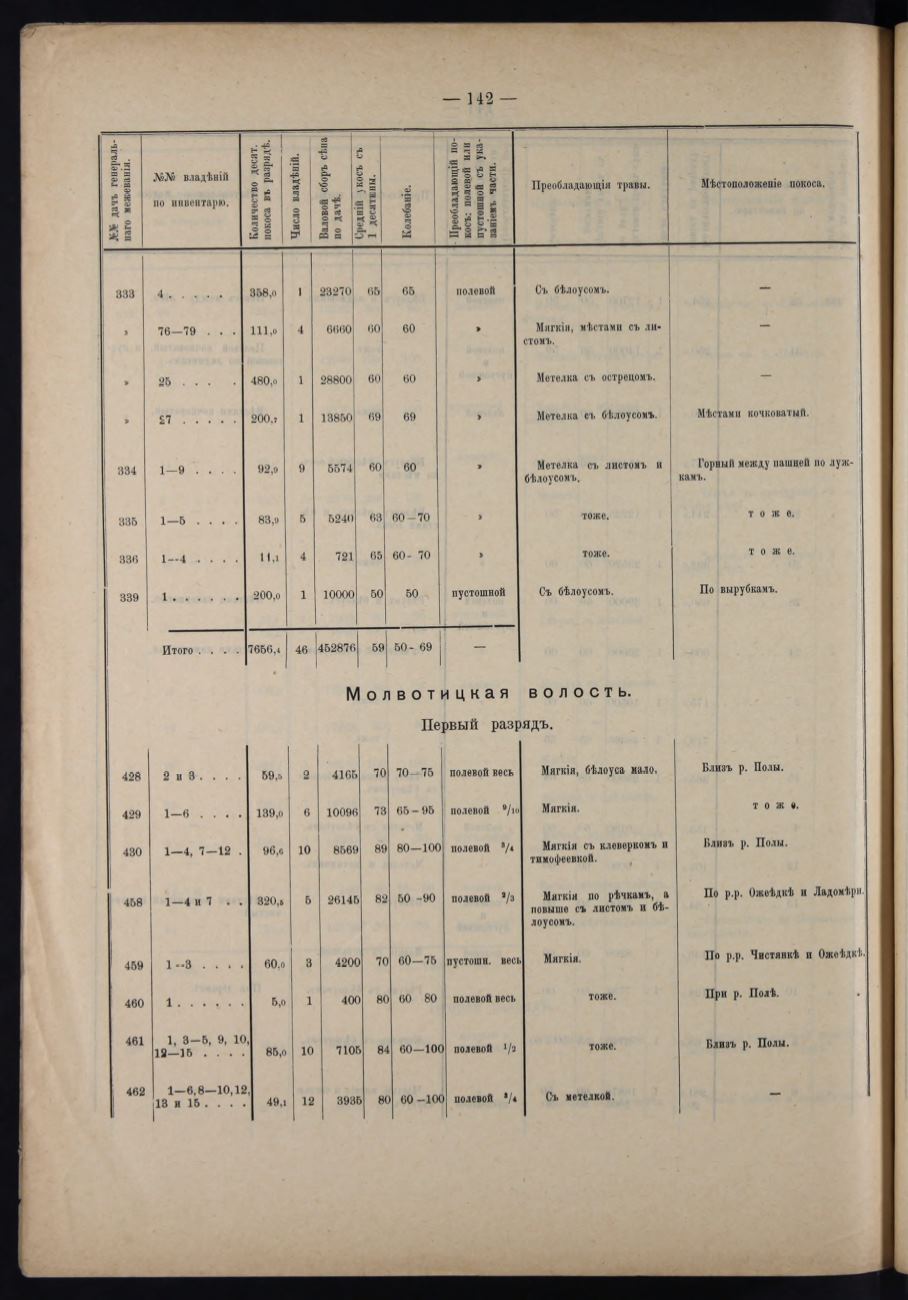 — 142 —
№№ дачъ генераль-
наго межеванія.
№№ владѣній
по инвентарю.
Количество десят.
покоса въ разрядѣ.
Число владѣній.
Валовой сборъ сѣна
по дачѣ.
Средній укосъ съ
1 десятины.
Колебаніе.
Преобладающій по-
косъ: полевой или
пустошной съ ука-
заніемъ части.
Преобладающія травы.
Мѣстоположеніе покоса.
333 4 . . . . . 358,0 1 23270 65 65 полевой Съ бѣлоусомъ. —
„ 76—79 . . . 111,0 4 6660 60 60 „ Мягкія, мѣстами съ ли-
стомъ. —
„ 25 . . . . . 480,0 1 28800 60 60 „ Метелка съ острецомъ. —
„ 27 . . . . . 200,7 1 13850 69 69 „ Метелка съ бѣлоусомъ. Мѣстами кочковатый.
334 1—9 . . . . 92,9 9 5574 60 60 „ Метелка съ листомъ и Горный между пашней по луж-
бѣлоусомъ. камъ.
335 1—5 . . . . 83,9 5 5240 63 60—70 „ тоже. тоже.
336 1—4 . . . . 11,1 4 721 65 60-70 „ тоже. тоже.
339 1 . . . . . . 200,0 1 10000 50 50 пустошной Съ бѣлоусомъ. По вырубкамъ.
Итого . . . . 7656,4 46 452876 59 50-69 —
Молвотицкая волость.
Первый разрядъ.
428 2 и 3 . . . . 59,5 2 4165 70 70—75 полевой весь Мягкія, бѣлоуса мало. Близъ р. Полы.
429 1—6 . . . . 139,0 6 10096 73 65—95 полевой 9/10 Мягкія. тоже.
430 1—4, 7—12 . 96,6 10 8569 89 80—100 полевой 3/4 Мягкія съ клеверкомъ и Близъ р. Полы.
тимофеевкой.
458 1—4 и 7 . . 320,5 5 26145 82 50-90 полевой 2/3 Мягкія по рѣчкамъ, а По р.р. Ожеѣдкѣ и Ладомѣри.
повыше съ листомъ и бѣ-
лоусомъ.
459 1--3 . . . . 60,0 3 4200 70 60—75 пустошн. весь Мягкія. По р.р. Чистянкѣ и Ожеѣдкѣ.
460 1 . . . . . . 5,0 1 400 80 60 80 полевой весь тоже. При р. Полѣ.
461 1, 3—5, 9, 10,
12—15 . . . . 85,0 10 7105 84 60—100 полевой 1/2 тоже. Близъ р. Полы.
462 1—6,8—10,12,
13 и 15 . . . . 49,1 12 3935 80 60—100 полевой 3/4 Съ метелкой. —